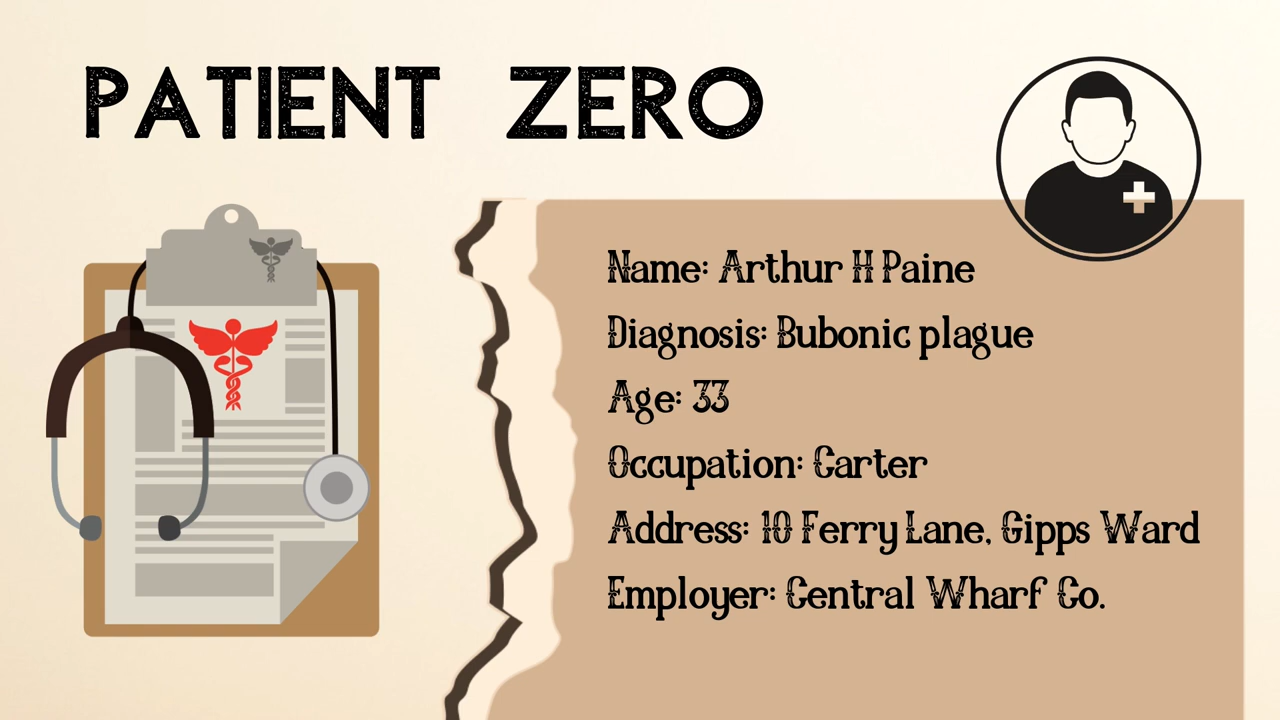 PATIENT ZERO
Name: Arthur H Paine
Diagnosis: Bubonic plague
Age: 33
Occupation: Carter
Address: 10 Ferry Lane, Gipps Ward
Employer: Central Wharf Co.